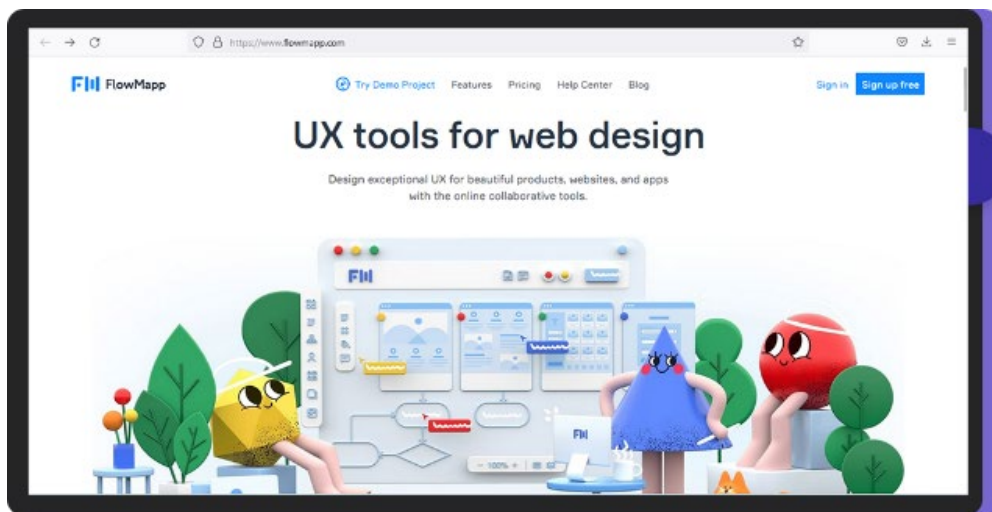 https://www.flowmapp.com
FlowMapp
Try Demo Project Features Pricing Help Center Blog
Sign in Sign up free
UX tools for web design
Design exceptional UX for beautiful products, websites, and apps
with the online collaborative tools.
FM
FM
- 100% +